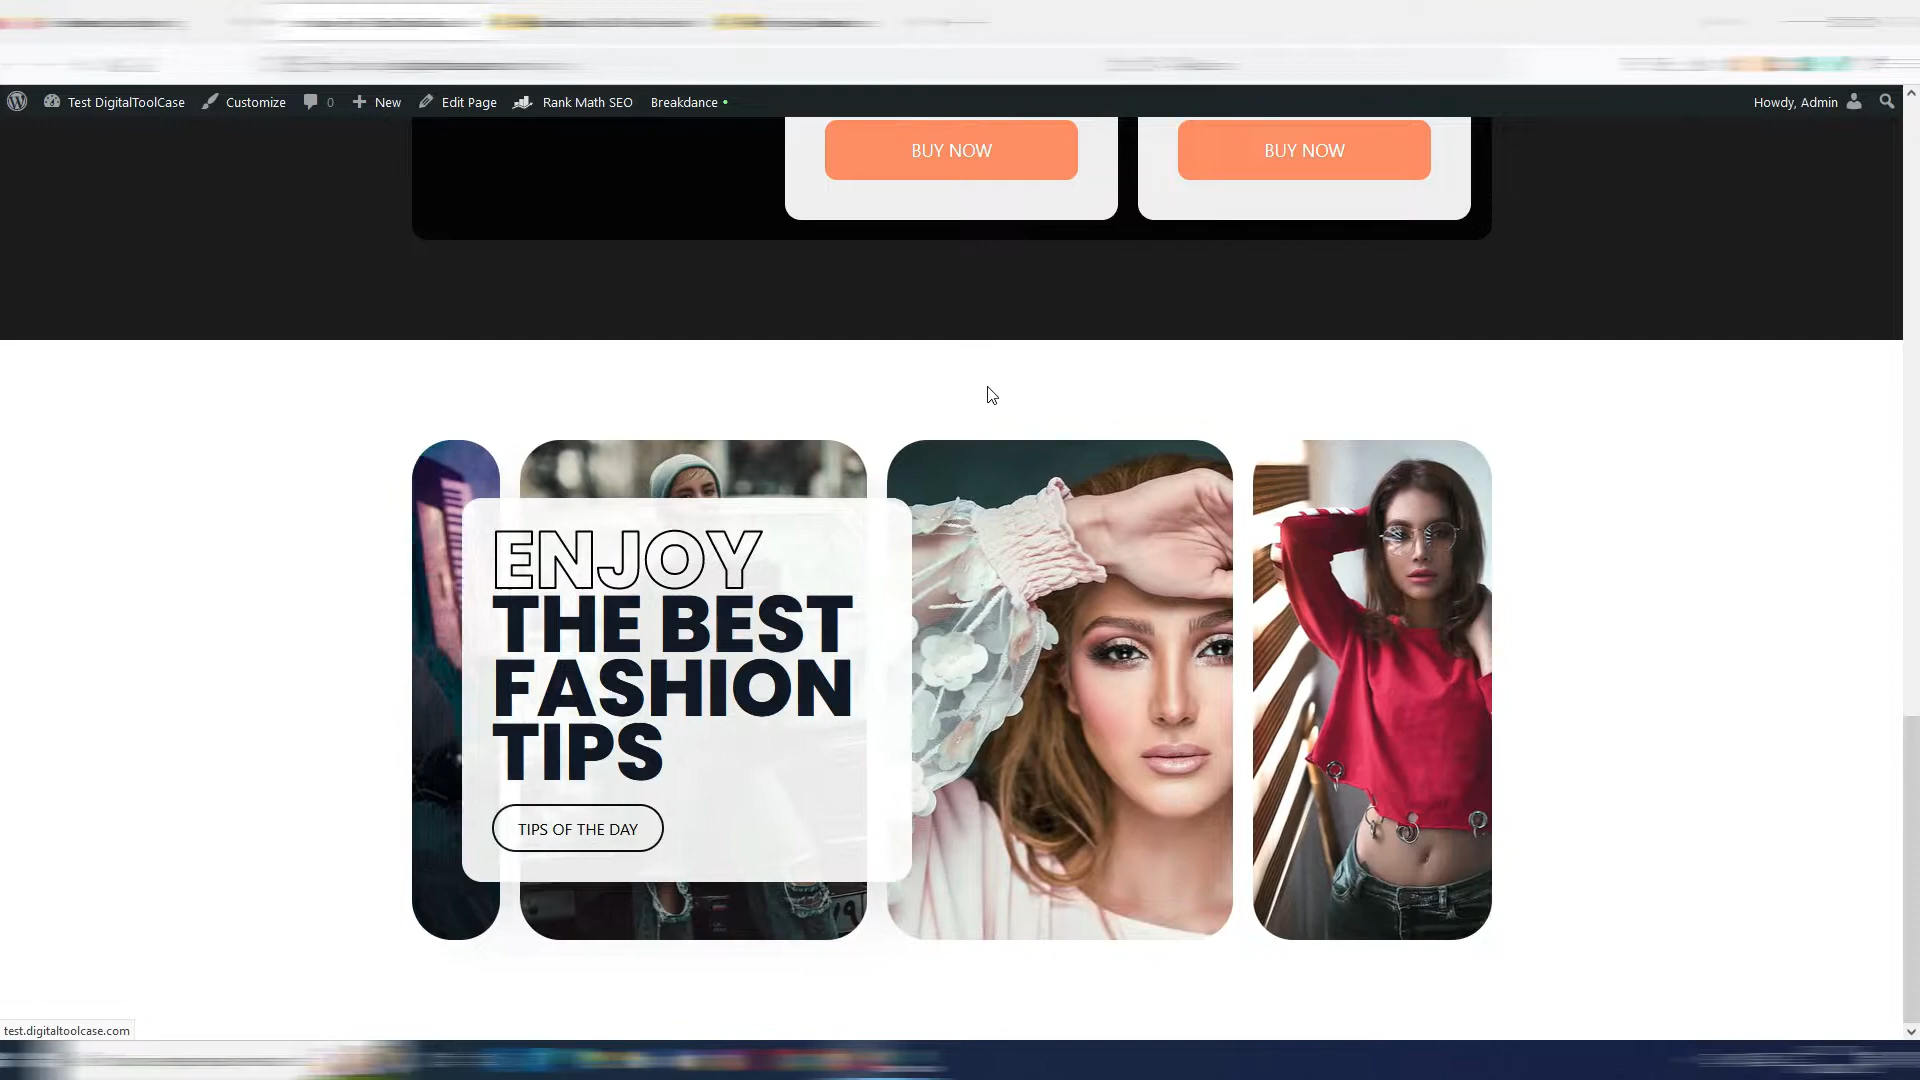 Test DigitalToolCase Customize 0 New Edit Page Rank Math SEO Breakdance Howdy, Admin
BUY NOW BUY NOW
ENJOY
THE BEST
FASHION
TIPS
TIPS OF THE DAY
test.digitaltoolcase.com